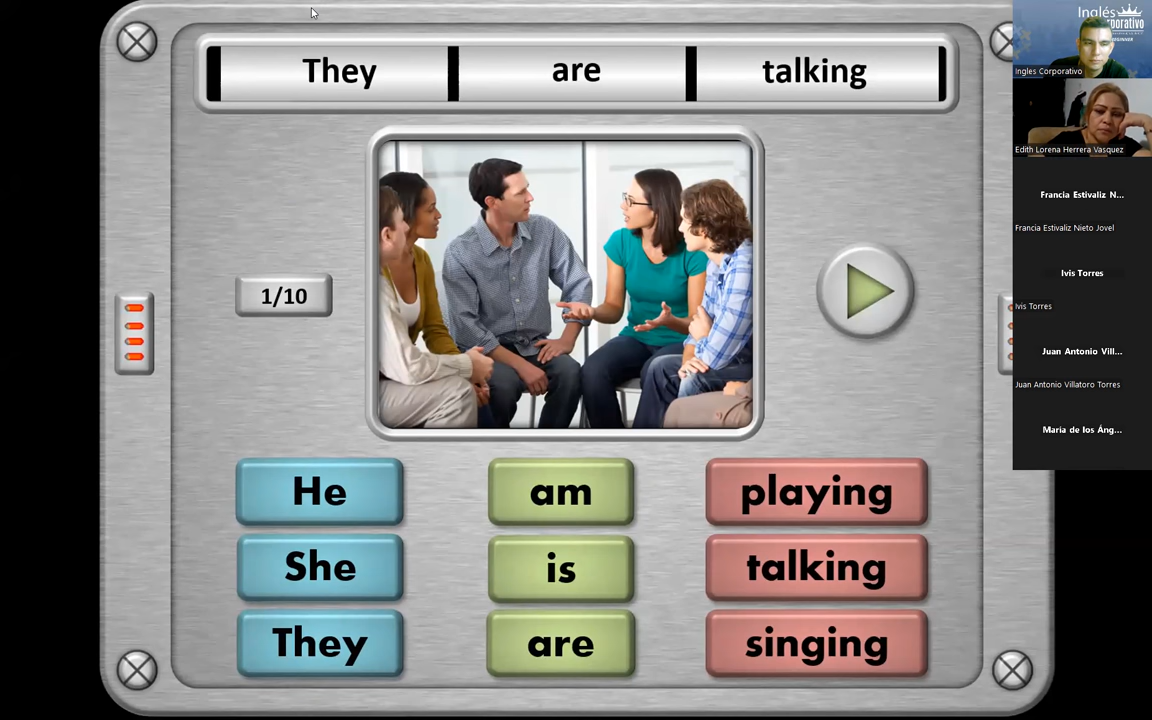 They are talking
1/10
He am playing
She is talking
They are singing
Inglés
Corporativo
BEGINNER
Ingles Corporativo
Edith Lorena Herrera Vasquez
Francia Estivaliz N...
Francia Estivaliz Nieto Jovel
Ivis Torres
Ivis Torres
Juan Antonio Vill...
Juan Antonio Villatoro Torres
Maria de los Áng...